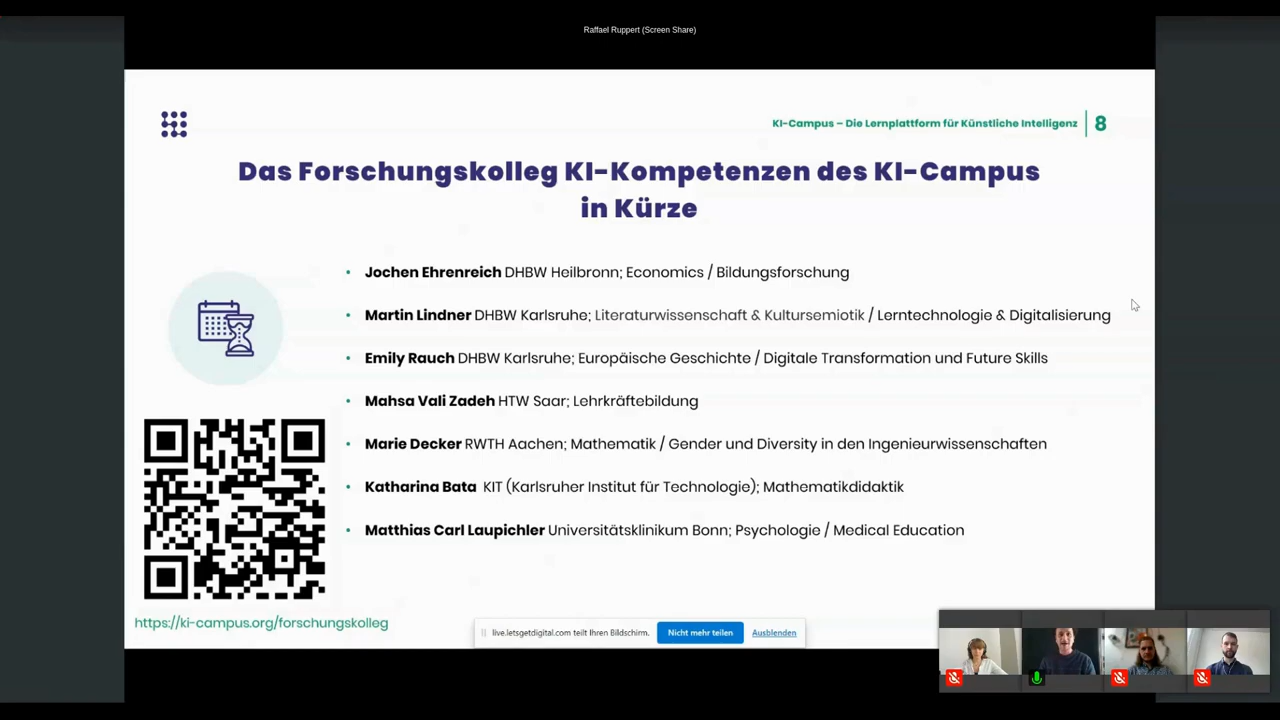 Raffael Ruppert (Screen Share)
KI-Campus – Die Lernplattform für Künstliche Intelligenz 8
Das Forschungskolleg KI-Kompetenzen des KI-Campus
in Kürze
• Jochen Ehrenreich DHBW Heilbronn; Economics / Bildungsforschung
• Martin Lindner DHBW Karlsruhe; Literaturwissenschaft & Kultursemiotik / Lerntechnologie & Digitalisierung
• Emily Rauch DHBW Karlsruhe; Europäische Geschichte / Digitale Transformation und Future Skills
• Mahsa Vali Zadeh HTW Saar; Lehrkräftebildung
• Marie Decker RWTH Aachen; Mathematik / Gender und Diversity in den Ingenieurwissenschaften
• Katharina Bata KIT (Karlsruher Institut für Technologie); Mathematikdidaktik
• Matthias Carl Laupichler Universitätsklinikum Bonn; Psychologie / Medical Education
https://ki-campus.org/forschungskolleg
live.letsgetdigital.com teilt Ihren Bildschirm. Nicht mehr teilen Ausblenden